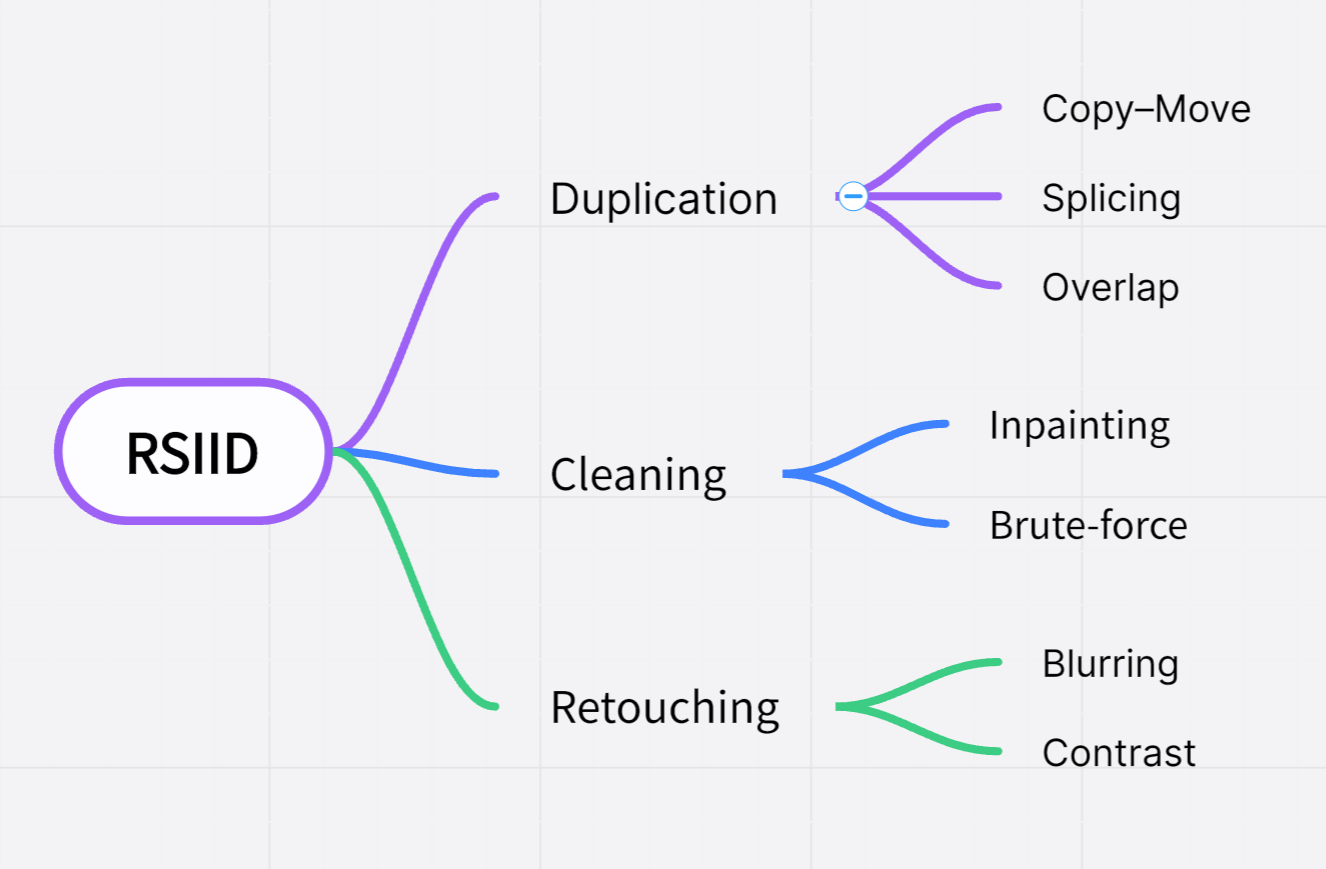 RSIID
Duplication
Copy–Move
Splicing
Overlap
Cleaning
Inpainting
Brute-force
Retouching
Blurring
Contrast